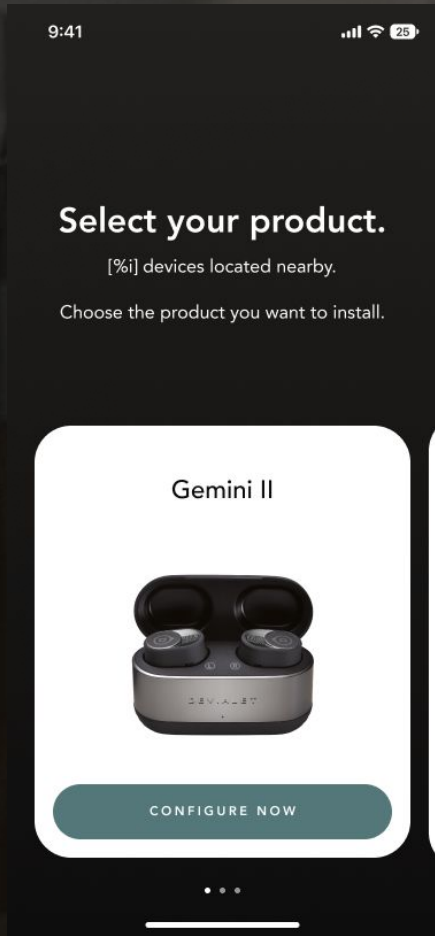 9:41
25
Select your product.
[%i] devices located nearby.
Choose the product you want to install.
Gemini II
L R
DEVIALET
CONFIGURE NOW